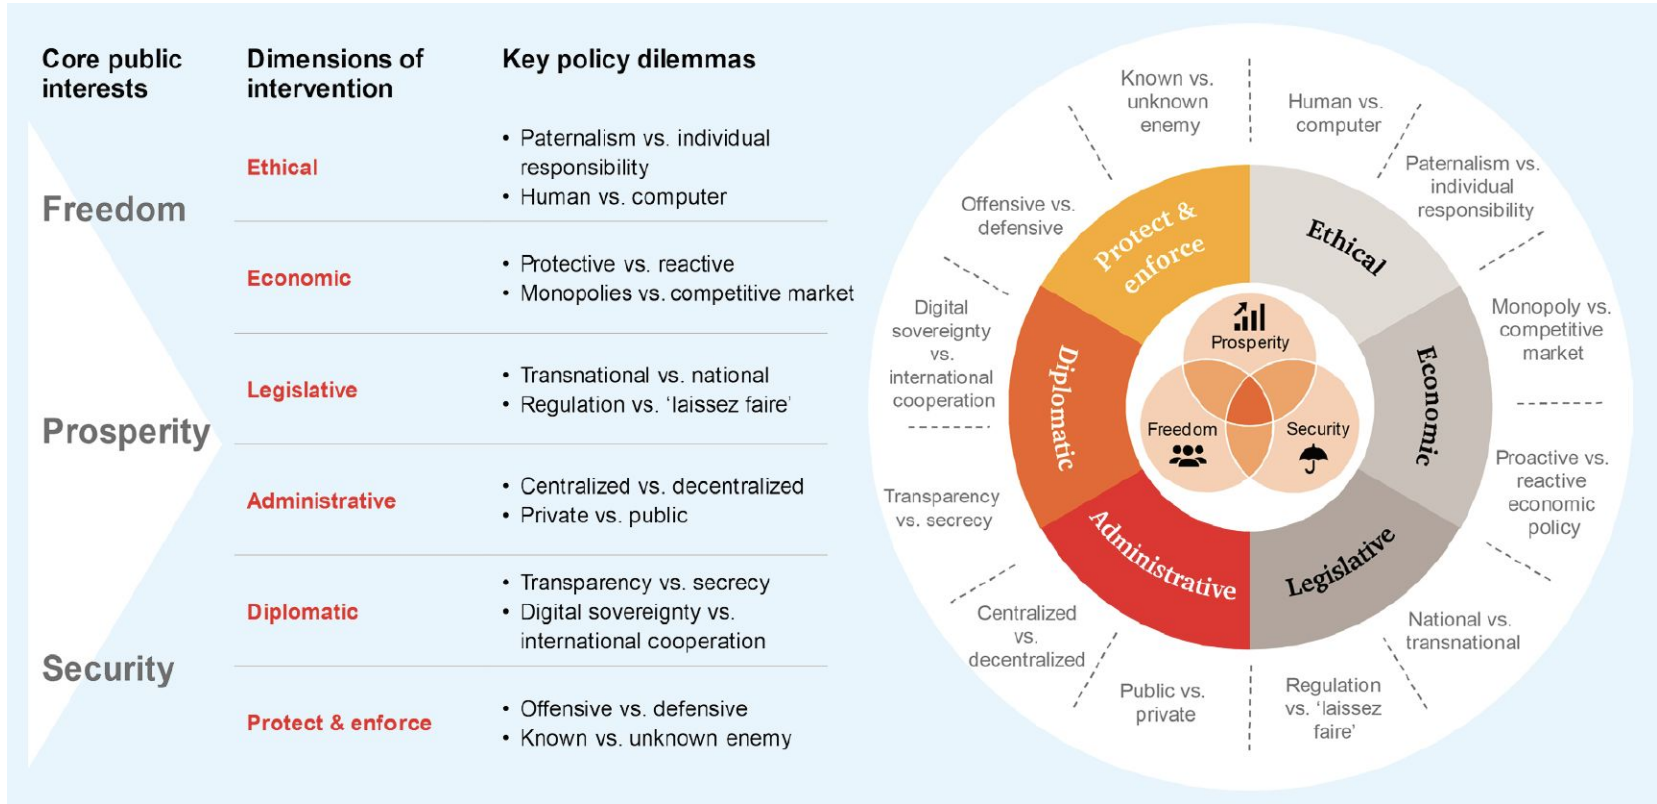 Core public
interests
Dimensions of
intervention
Key policy dilemmas
Freedom
Prosperity
Security
Ethical
• Paternalism vs. individual
responsibility
• Human vs. computer
Economic
• Protective vs. reactive
• Monopolies vs. competitive market
Legislative
• Transnational vs. national
• Regulation vs. ‘laissez faire’
Administrative
• Centralized vs. decentralized
• Private vs. public
Diplomatic
• Transparency vs. secrecy
• Digital sovereignty vs.
international cooperation
Protect & enforce
• Offensive vs. defensive
• Known vs. unknown enemy
Known vs.
unknown
enemy
Human vs.
computer
Paternalism vs.
individual
responsibility
Monopoly vs.
competitive
market
Proactive vs.
reactive
economic
policy
National vs.
transnational
Regulation
vs. ‘laissez
faire’
Public vs.
private
Centralized
vs.
decentralized
Transparency
vs. secrecy
Digital
sovereignty
vs.
international
cooperation
Offensive vs.
defensive
Protect &
enforce
Ethical
Economic
Legislative
Administrative
Diplomatic
Prosperity
Freedom
Security